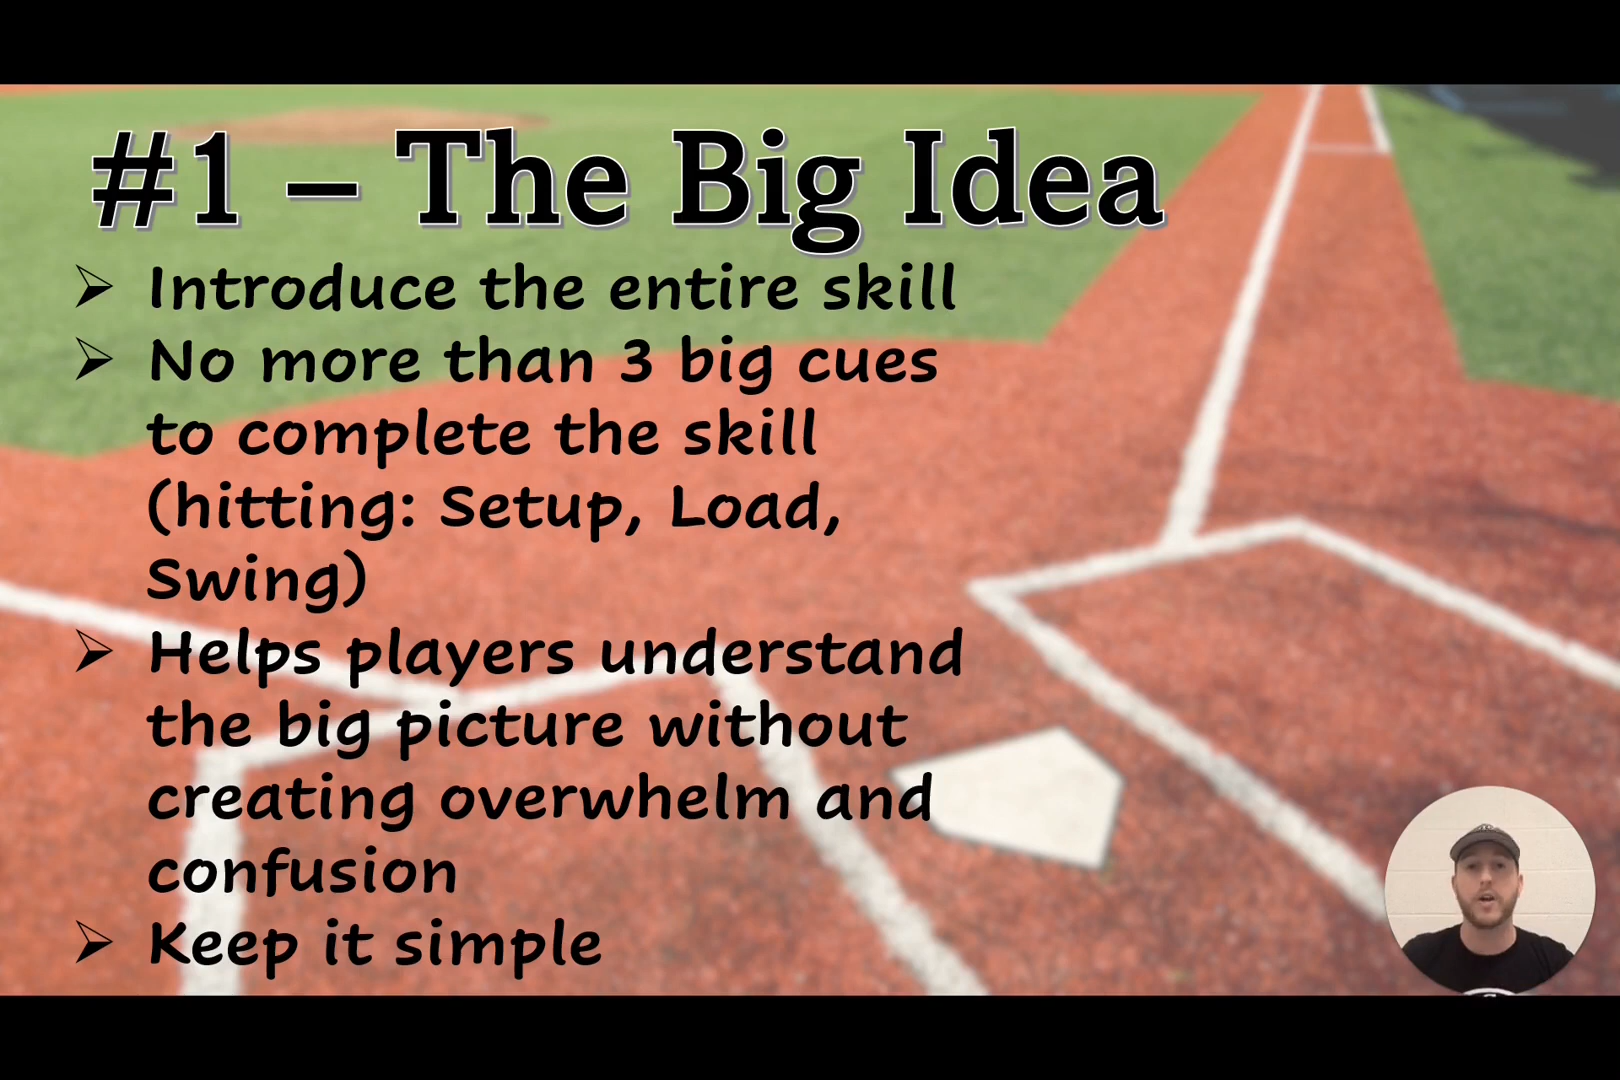 #1 – The Big Idea
➢ Introduce the entire skill
➢ No more than 3 big cues
to complete the skill
(hitting: Setup, Load,
Swing)
➢ Helps players understand
the big picture without
creating overwhelm and
confusion
➢ Keep it simple